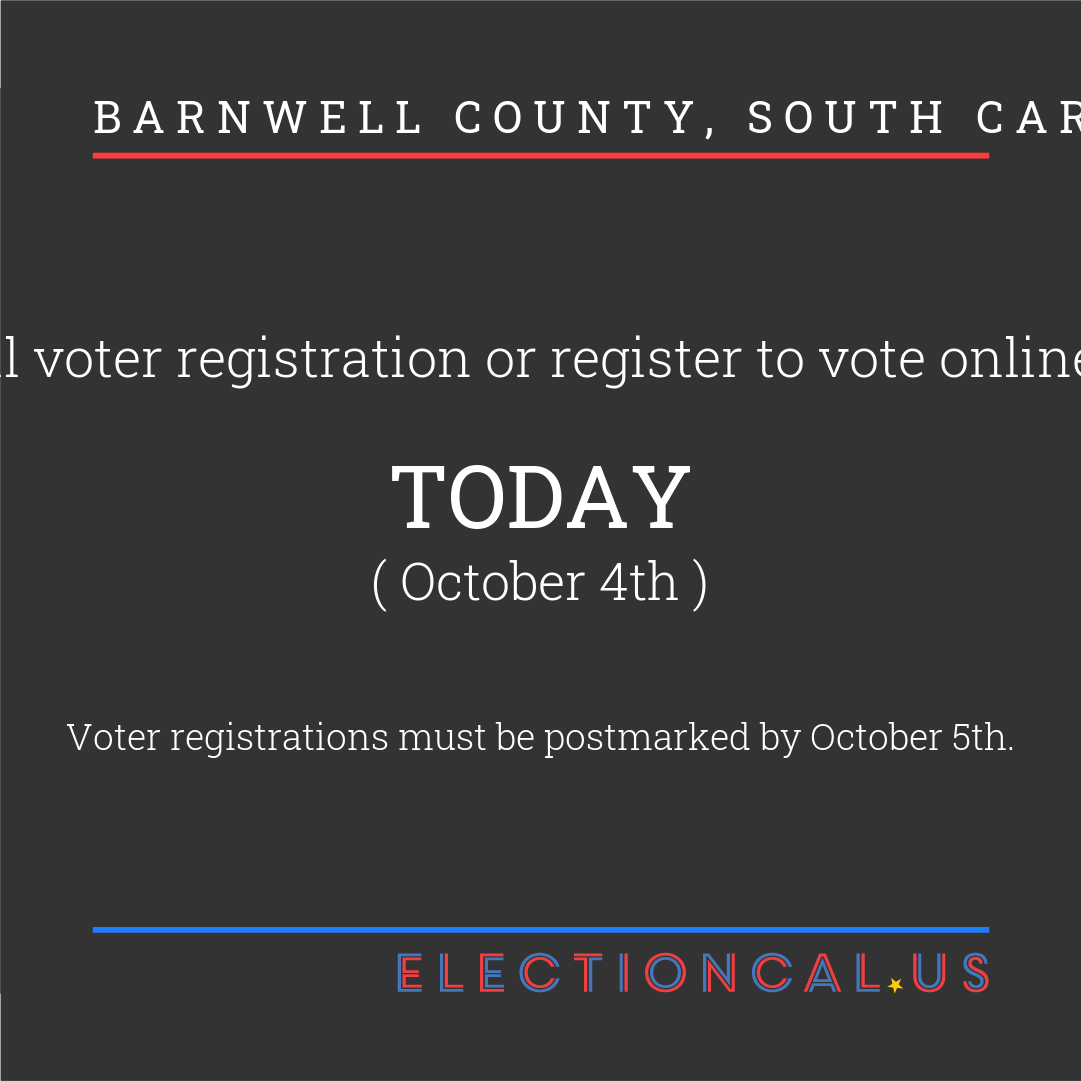 BARNWELL COUNTY, SOUTH CAR
l voter registration or register to vote online
TODAY
( October 4th )
Voter registrations must be postmarked by October 5th.
ELECTIONCAL.US